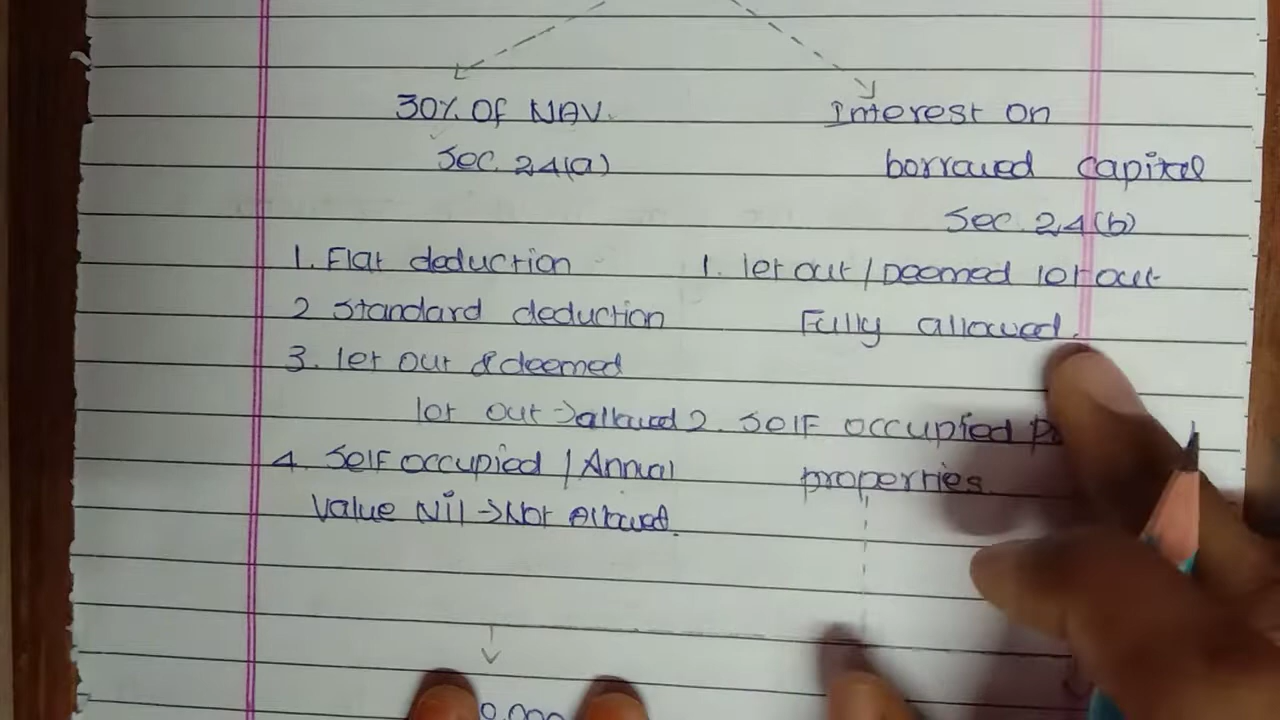 30% Of NAV.
Sec. 24(a)
Interest on
borrowed capital
Sec. 24(b)
1. Flat deduction
2 Standard deduction
3. let out & deemed
lot out → allowed
4. Self occupied / Annual
Value Nil → Not Allowed.
1. let out / Deemed lot out
Fully allowed.
2. Self occupied
properties.